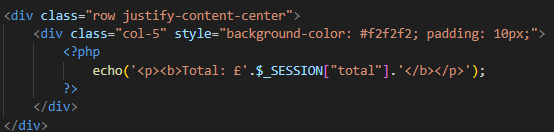 <div class="row justify-content-center">
    <div class="col-5" style="background-color: #f2f2f2; padding: 10px;">
        <?php
            echo('<p><b>Total: £'.$_SESSION["total"].'</b></p>');
        ?>
    </div>
</div>